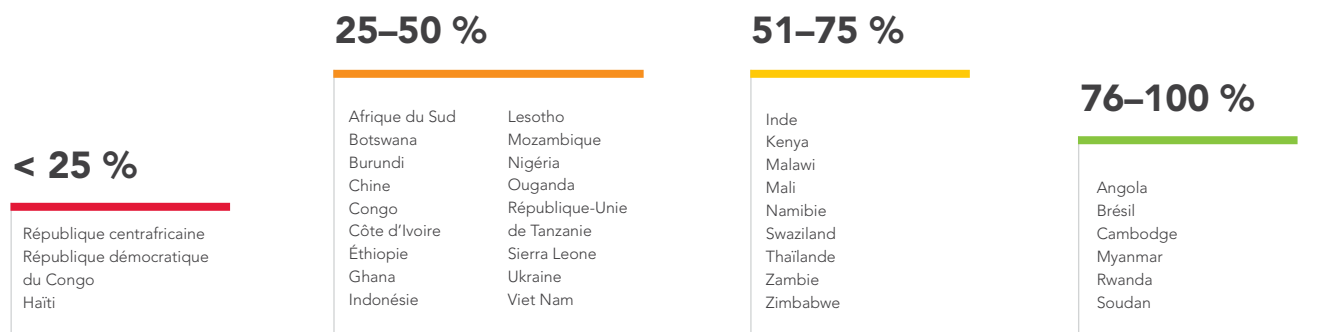 < 25 %
République centrafricaine
République démocratique
du Congo
Haïti
25–50 %
Afrique du Sud
Botswana
Burundi
Chine
Congo
Côte d’Ivoire
Éthiopie
Ghana
Indonésie
Lesotho
Mozambique
Nigéria
Ouganda
République-Unie
de Tanzanie
Sierra Leone
Ukraine
Viet Nam
51–75 %
Inde
Kenya
Malawi
Mali
Namibie
Swaziland
Thaïlande
Zambie
Zimbabwe
76–100 %
Angola
Brésil
Cambodge
Myanmar
Rwanda
Soudan